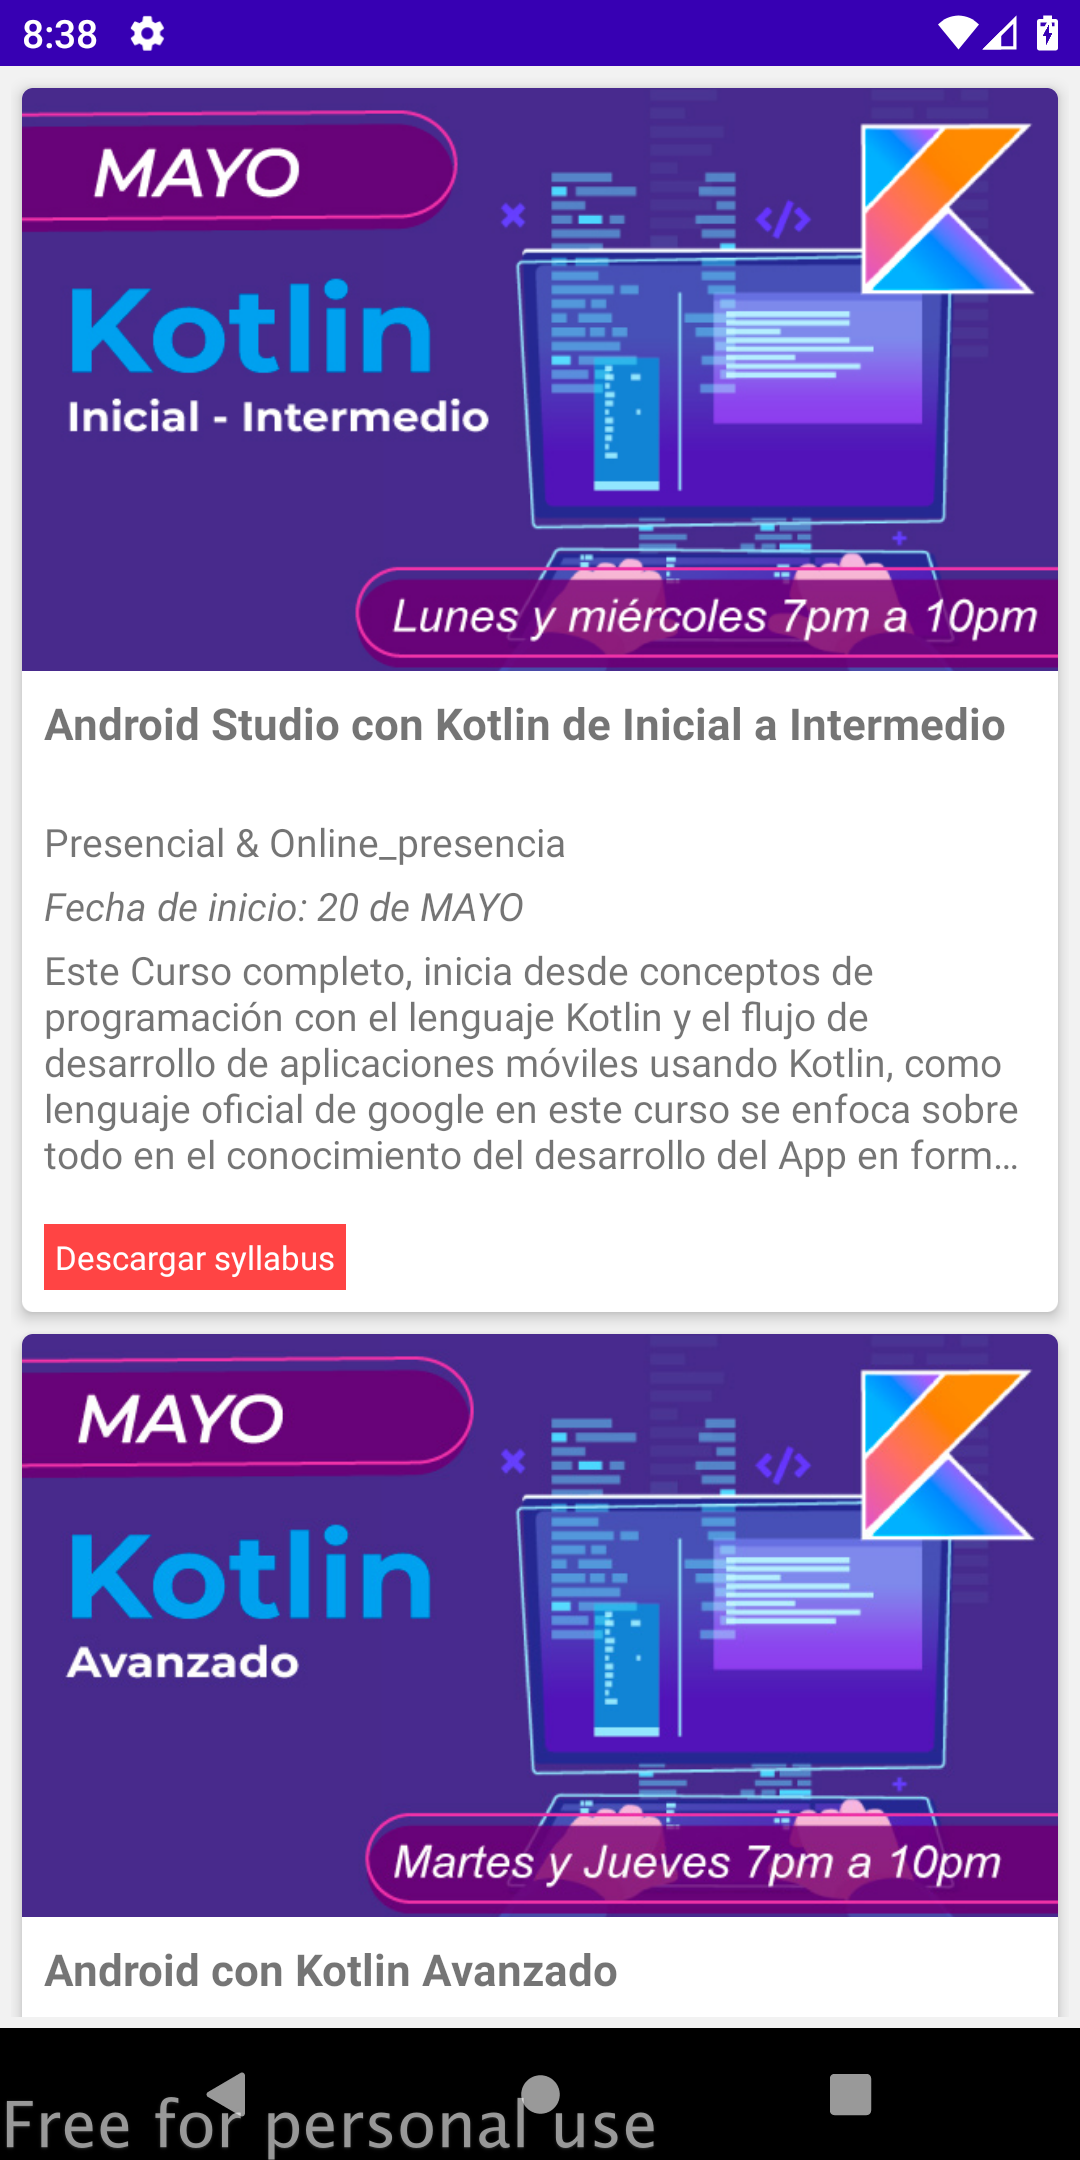 8:38
MAYO
Kotlin
Inicial - Intermedio
Lunes y miércoles 7pm a 10pm
Android Studio con Kotlin de Inicial a Intermedio
Presencial & Online_presencia
Fecha de inicio: 20 de MAYO
Este Curso completo, inicia desde conceptos de
programación con el lenguaje Kotlin y el flujo de
desarrollo de aplicaciones móviles usando Kotlin, como
lenguaje oficial de google en este curso se enfoca sobre
todo en el conocimiento del desarrollo del App en form…
Descargar syllabus
MAYO
Kotlin
Avanzado
Martes y Jueves 7pm a 10pm
Android con Kotlin Avanzado
Free for personal use